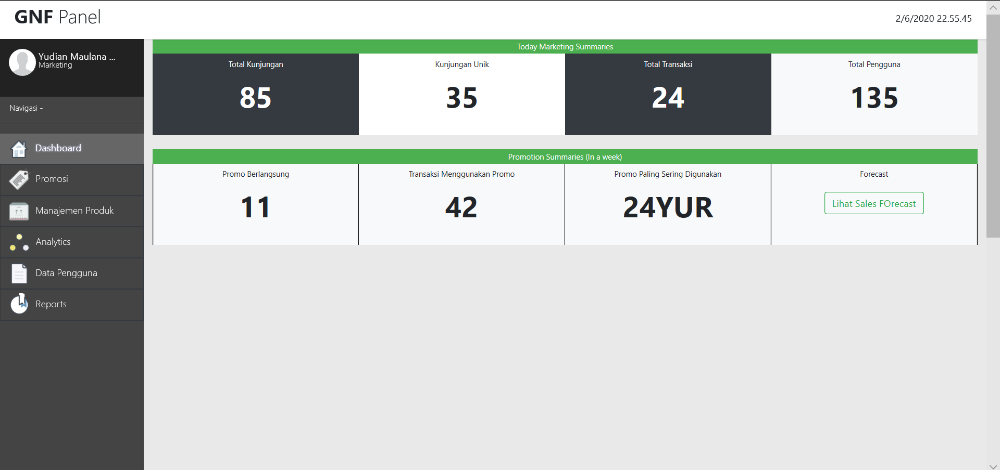 GNF Panel
2/6/2020 22.55.45
Yudian Maulana ...
Marketing
Navigasi -
Dashboard
Promosi
Manajemen Produk
Analytics
Data Pengguna
Reports
Today Marketing Summaries
Total Kunjungan
85
Kunjungan Unik
35
Total Transaksi
24
Total Pengguna
135
Promotion Summaries (In a week)
Promo Berlangsung
11
Transaksi Menggunakan Promo
42
Promo Paling Sering Digunakan
24YUR
Forecast
Lihat Sales FOrecast